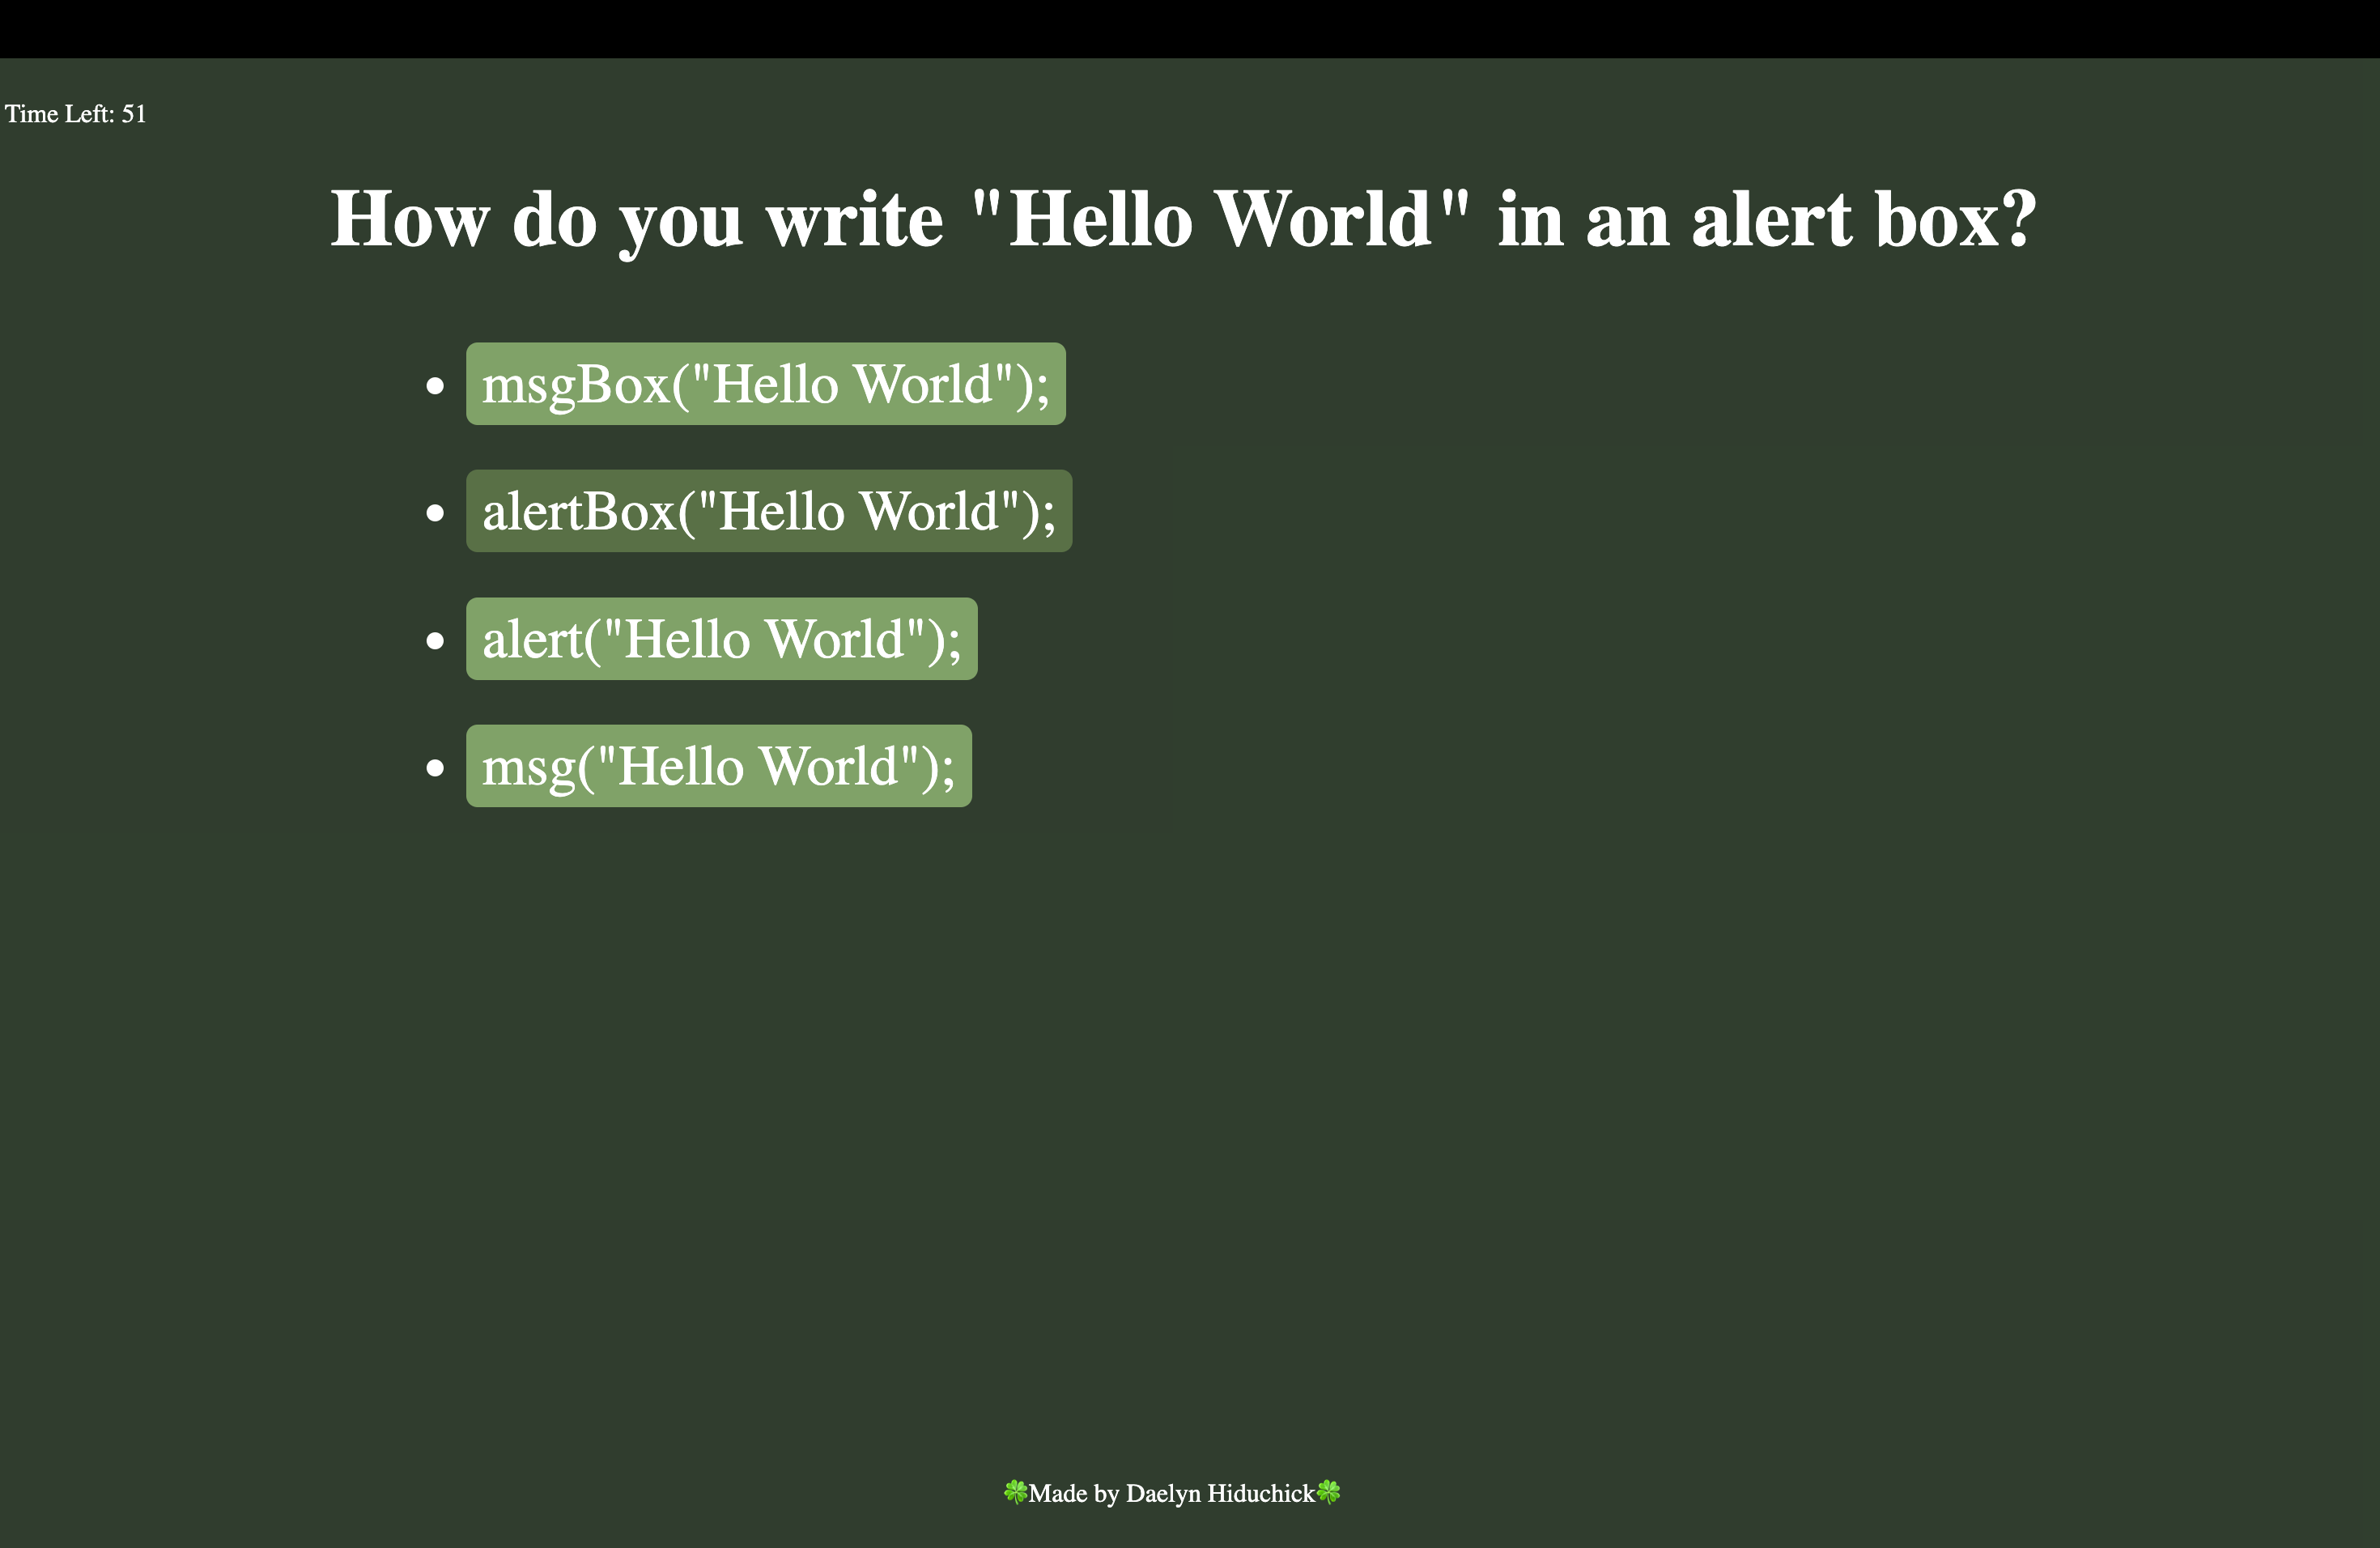 Time Left: 51
How do you write "Hello World" in an alert box?
msgBox("Hello World");
alertBox("Hello World");
alert("Hello World");
msg("Hello World");
🍀Made by Daelyn Hiduchick🍀